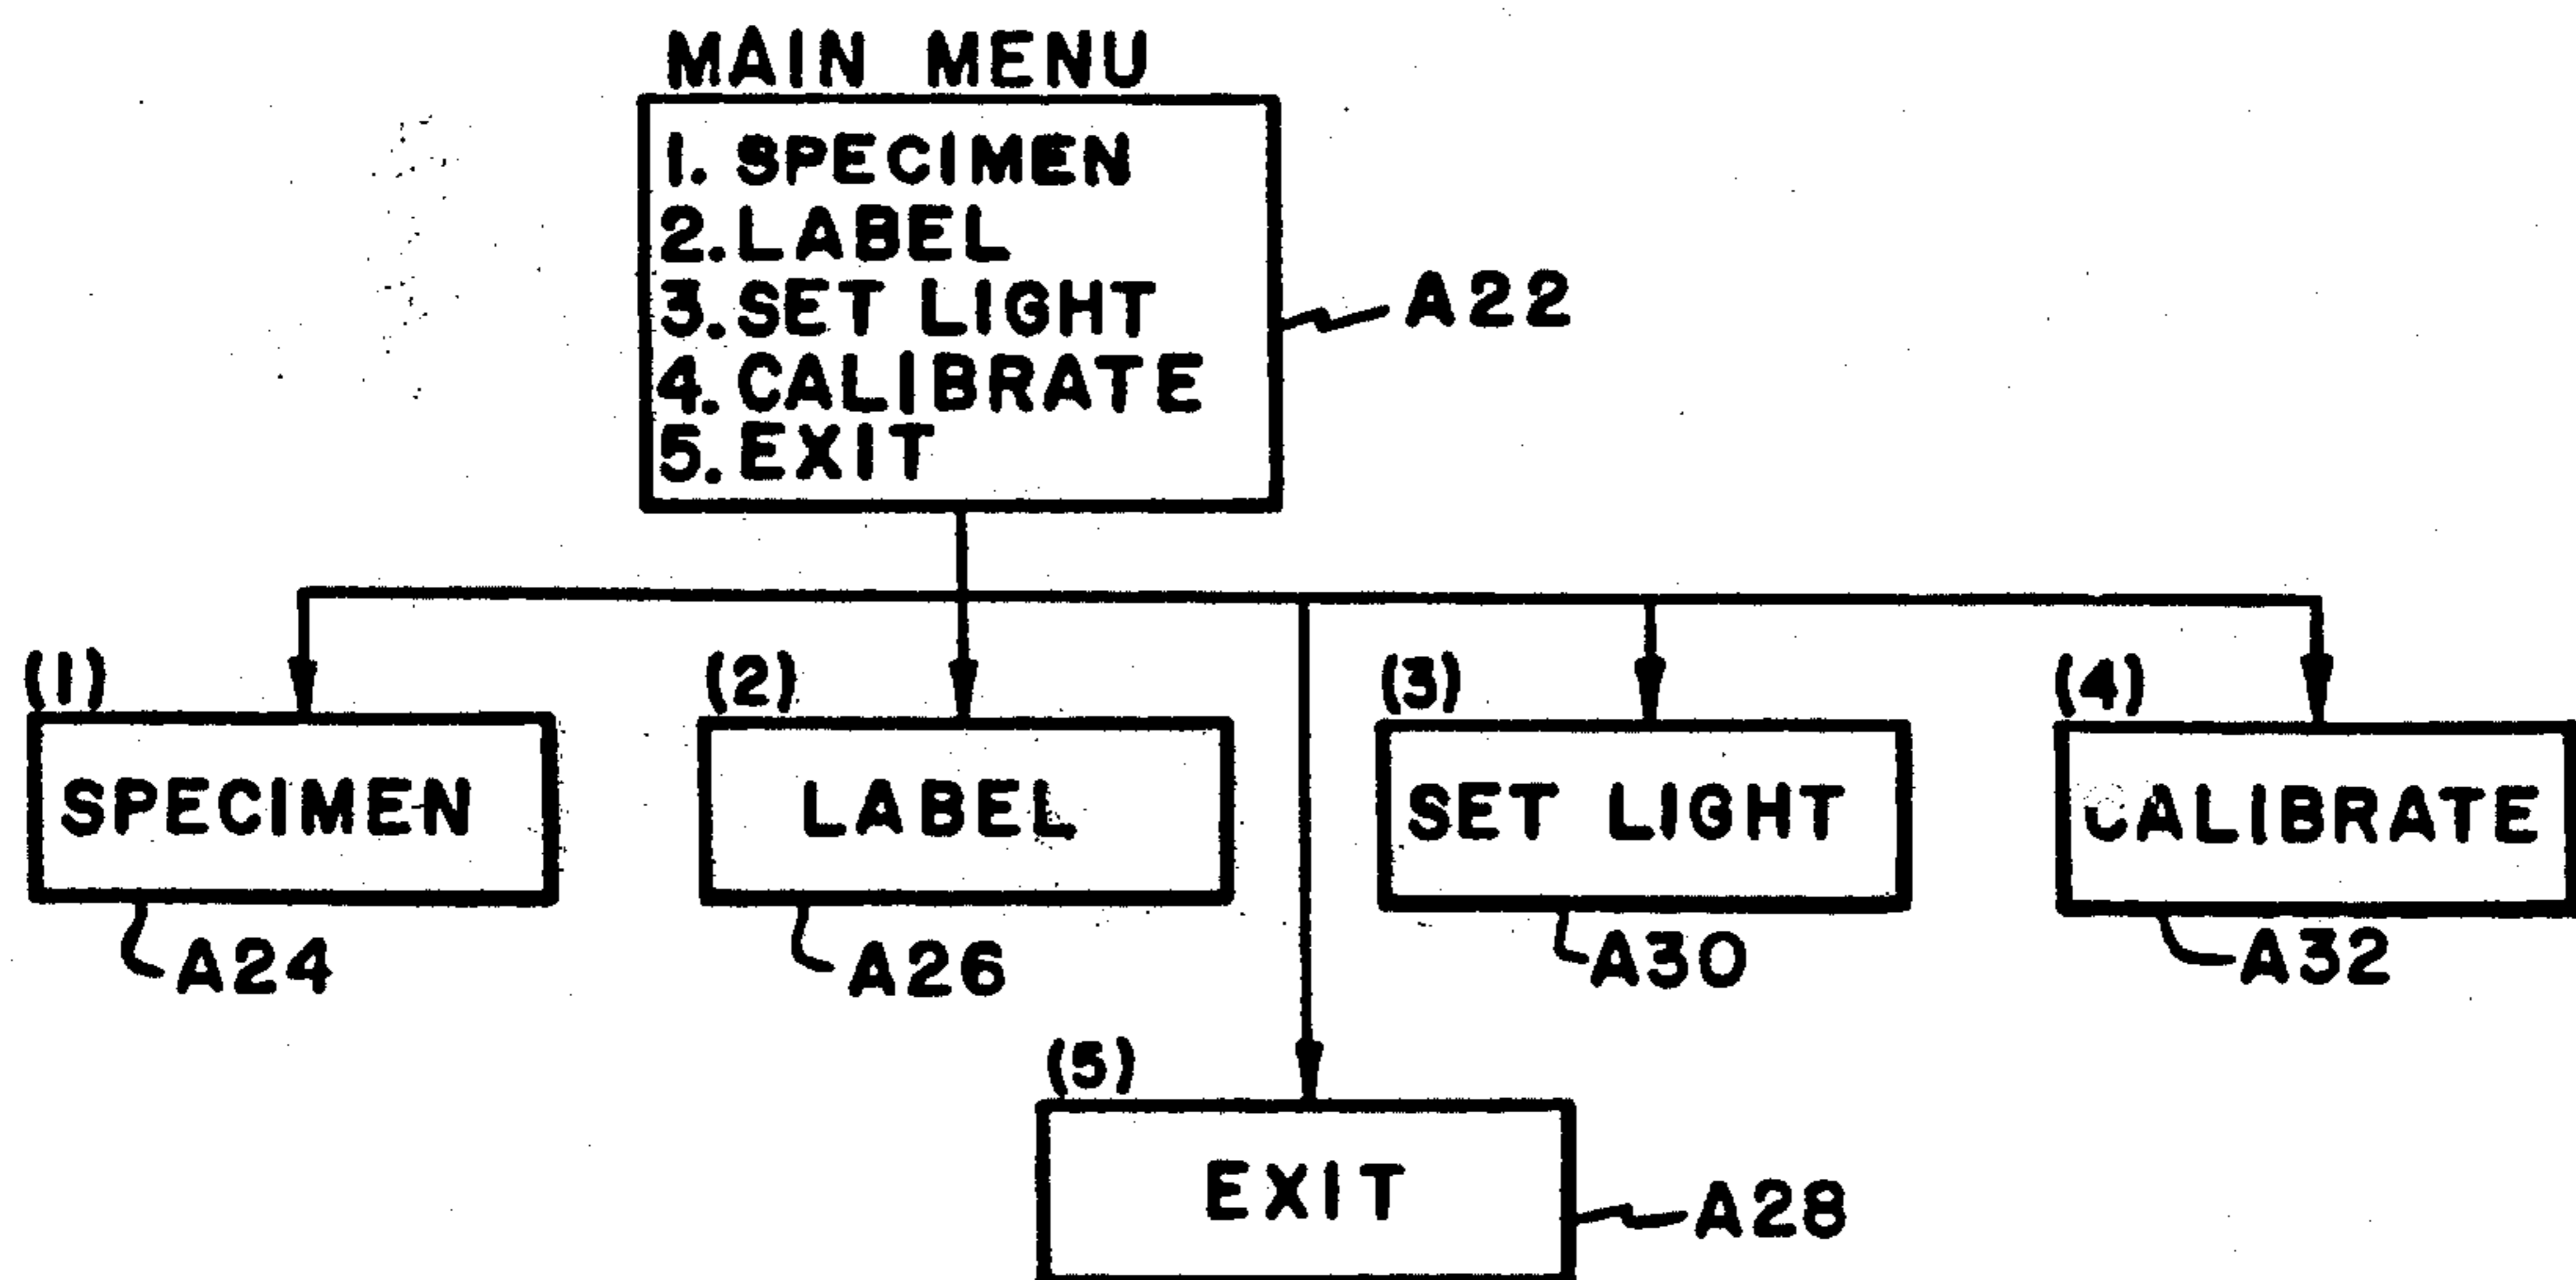 MAIN MENU
1. SPECIMEN
2. LABEL
3. SET LIGHT
4. CALIBRATE
5. EXIT
A22
(1)
SPECIMEN
A24
(2)
LABEL
A26
(3)
SET LIGHT
A30
(4)
CALIBRATE
A32
(5)
EXIT
A28